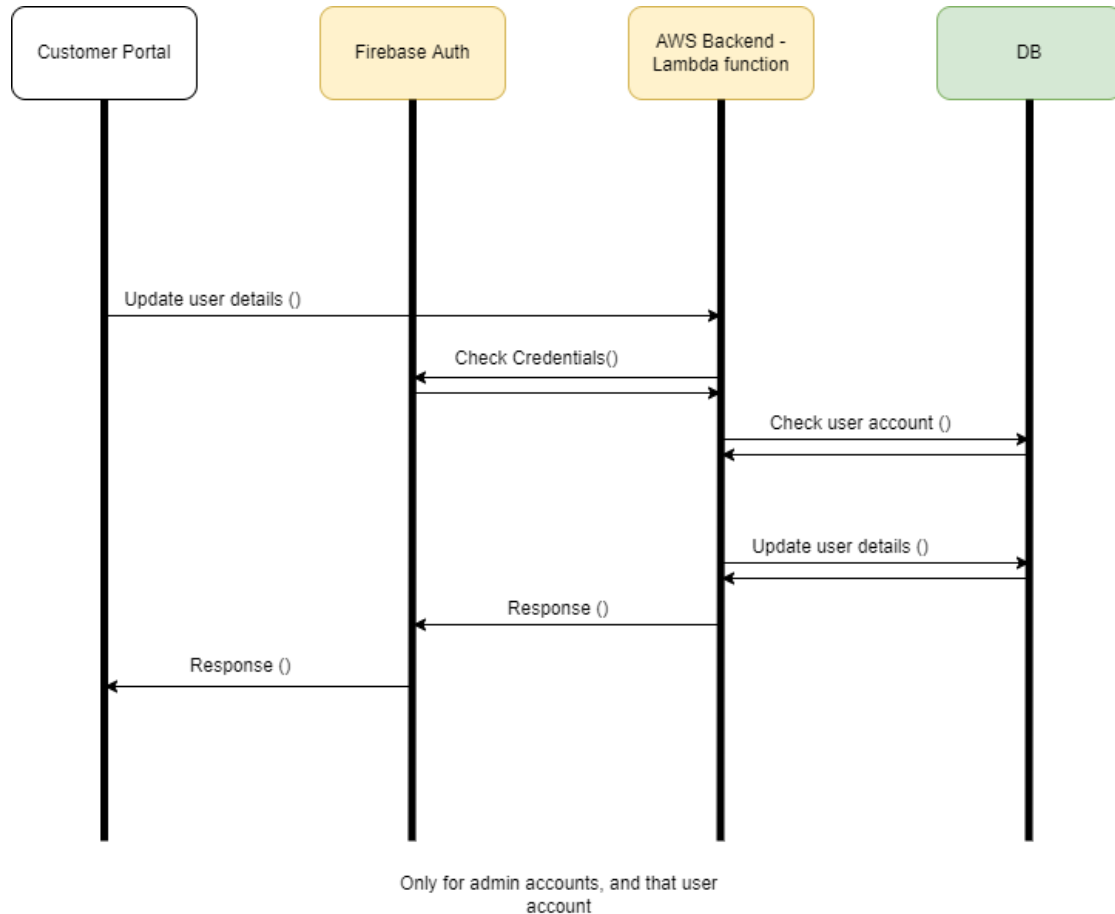 Customer Portal
Firebase Auth
AWS Backend -
Lambda function
DB
Update user details ()
Check Credentials()
Check user account ()
Update user details ()
Response ()
Response ()
Only for admin accounts, and that user
account